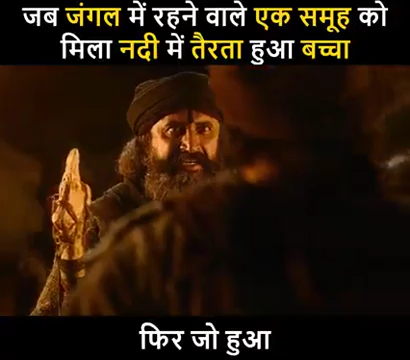 जब जंगल में रहने वाले एक समूह को
मिला नदी में तैरता हुआ बच्चा
फिर जो हुआ